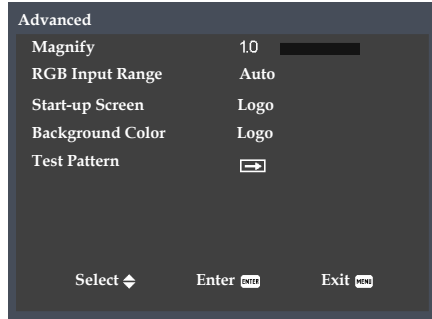 Advanced
Magnify 1.0
RGB Input Range Auto
Start-up Screen Logo
Background Color Logo
Test Pattern
Select Enter ENTER Exit MENU